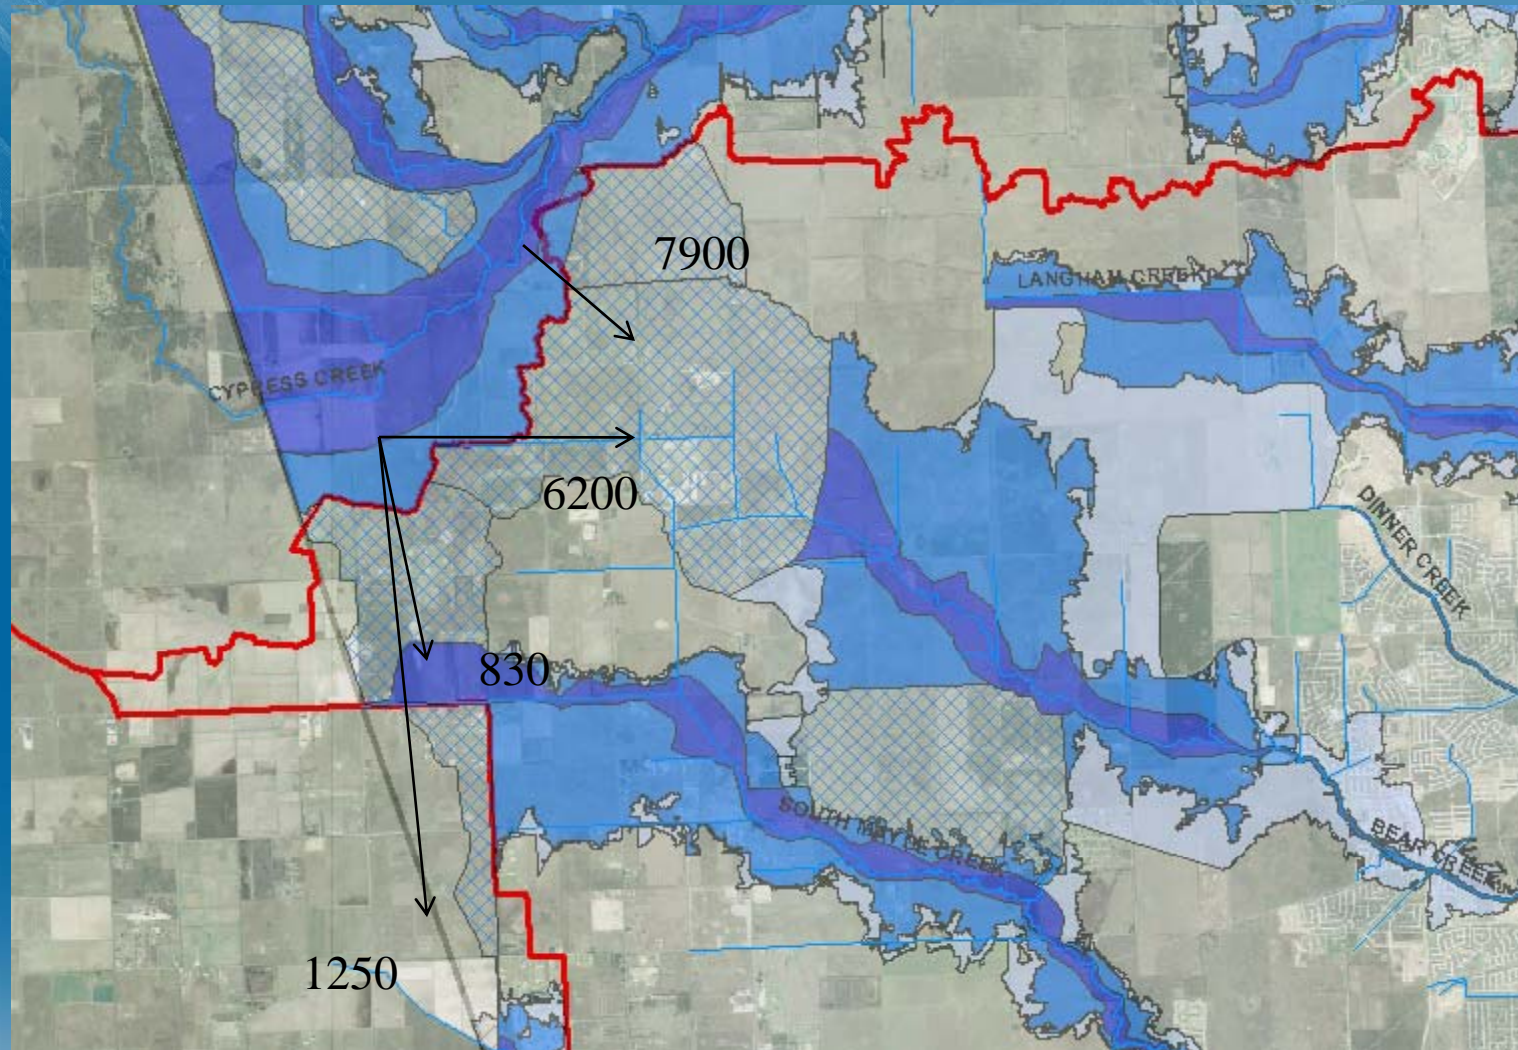 7900
LANGHAM CREEK
CYPRESS CREEK
6200
DINNER CREEK
830
SOUTH MAYDE CREEK
BEAR CREEK
1250